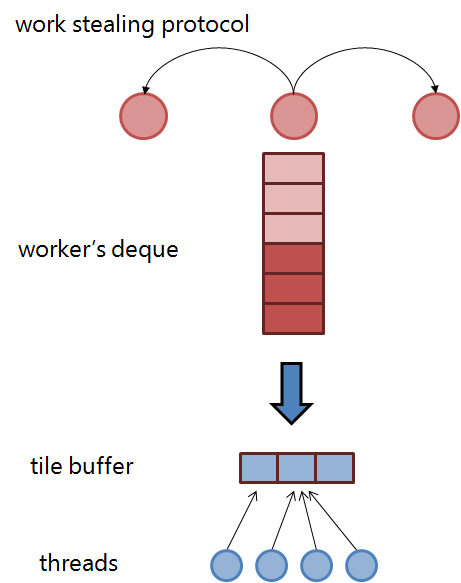 work stealing protocol
worker's deque
tile buffer
threads